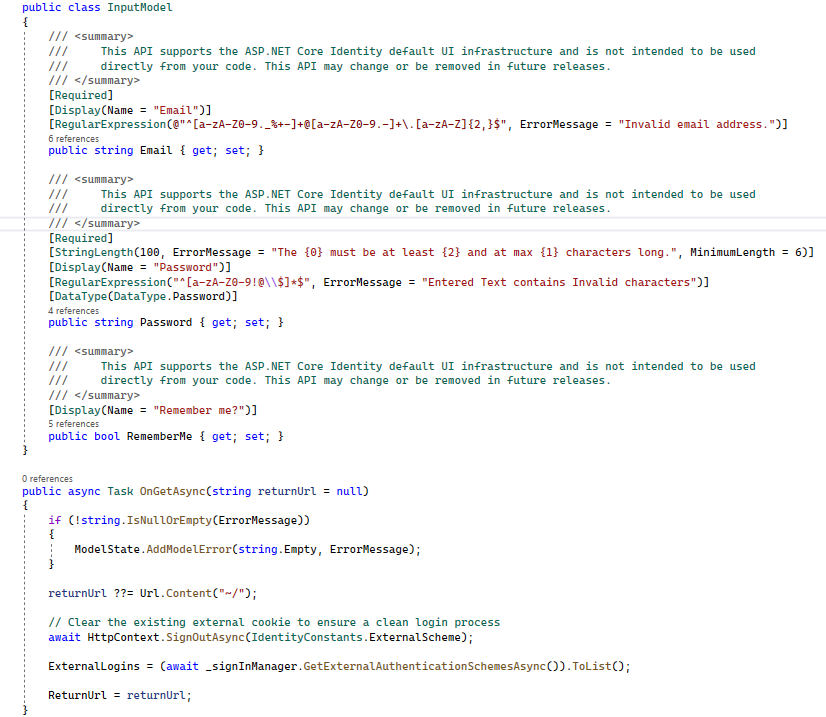 public class InputModel
{
/// <summary>
///     This API supports the ASP.NET Core Identity default UI infrastructure and is not intended to be used
///     directly from your code. This API may change or be removed in future releases.
/// </summary>
[Required]
[Display(Name = "Email")]
[RegularExpression(@"^[a-zA-Z0-9._%+-]+@[a-zA-Z0-9.-]+\.[a-zA-Z]{2,}$", ErrorMessage = "Invalid email address.")]
6 references
public string Email { get; set; }
/// <summary>
///     This API supports the ASP.NET Core Identity default UI infrastructure and is not intended to be used
///     directly from your code. This API may change or be removed in future releases.
/// </summary>
[Required]
[StringLength(100, ErrorMessage = "The {0} must be at least {2} and at max {1} characters long.", MinimumLength = 6)]
[Display(Name = "Password")]
[RegularExpression("^[a-zA-Z0-9!@\\$]*$", ErrorMessage = "Entered Text contains Invalid characters")]
[DataType(DataType.Password)]
4 references
public string Password { get; set; }
/// <summary>
///     This API supports the ASP.NET Core Identity default UI infrastructure and is not intended to be used
///     directly from your code. This API may change or be removed in future releases.
/// </summary>
[Display(Name = "Remember me?")]
5 references
public bool RememberMe { get; set; }
}
0 references
public async Task OnGetAsync(string returnUrl = null)
{
if (!string.IsNullOrEmpty(ErrorMessage))
{
ModelState.AddModelError(string.Empty, ErrorMessage);
}
returnUrl ??= Url.Content("~/");
// Clear the existing external cookie to ensure a clean login process
await HttpContext.SignOutAsync(IdentityConstants.ExternalScheme);
ExternalLogins = (await _signInManager.GetExternalAuthenticationSchemesAsync()).ToList();
ReturnUrl = returnUrl;
}